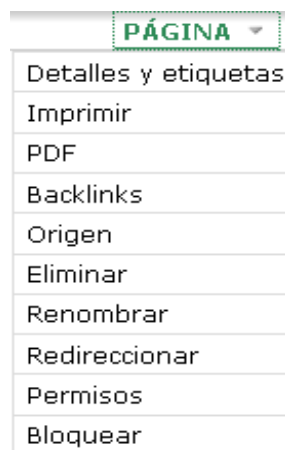 PÁGINA
Detalles y etiquetas
Imprimir
PDF
Backlinks
Origen
Eliminar
Renombrar
Redireccionar
Permisos
Bloquear